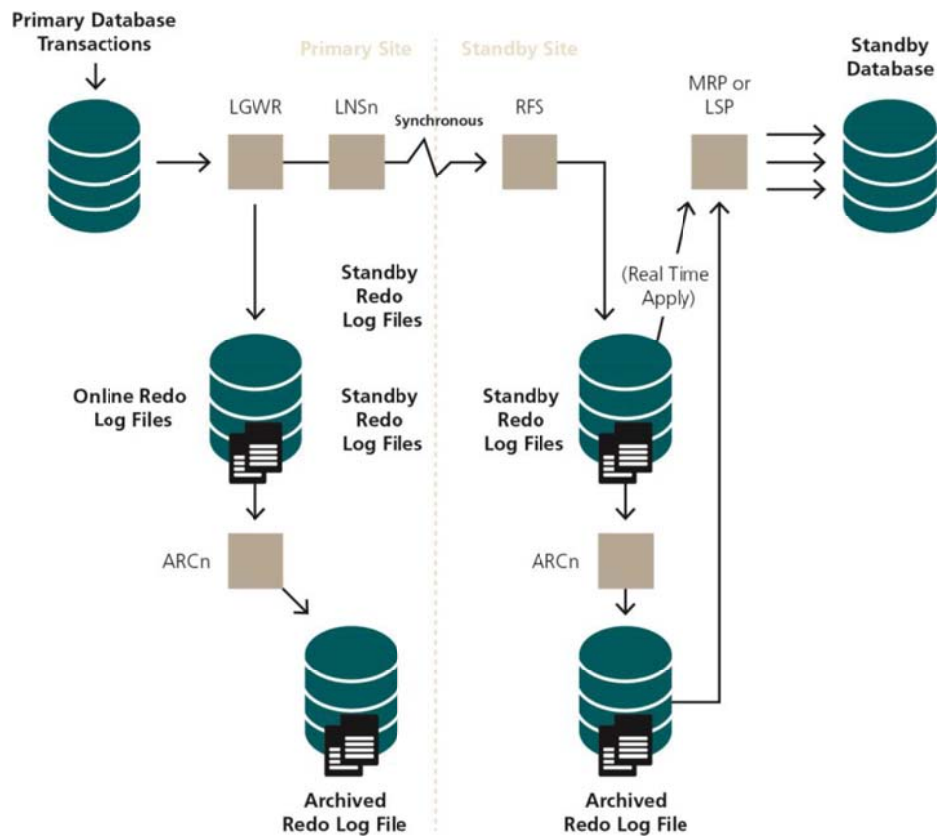 Primary Database
Transactions
Primary Site
Standby Site
Standby
Database
LGWR
LNSn
Synchronous
RFS
MRP or
LSP
Standby
Redo
Log Files
(Real Time
Apply)
Online Redo
Log Files
Standby
Redo
Log Files
Standby
Redo
Log Files
ARCn
ARCn
Archived
Redo Log File
Archived
Redo Log File